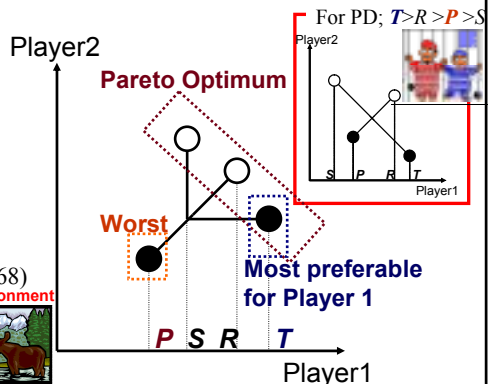 For PD; T>R >P >S
Player2
Player2
Pareto Optimum
S P R T
Player1
Worst
Most preferable
for Player 1
68)
onment
P S R T
Player1